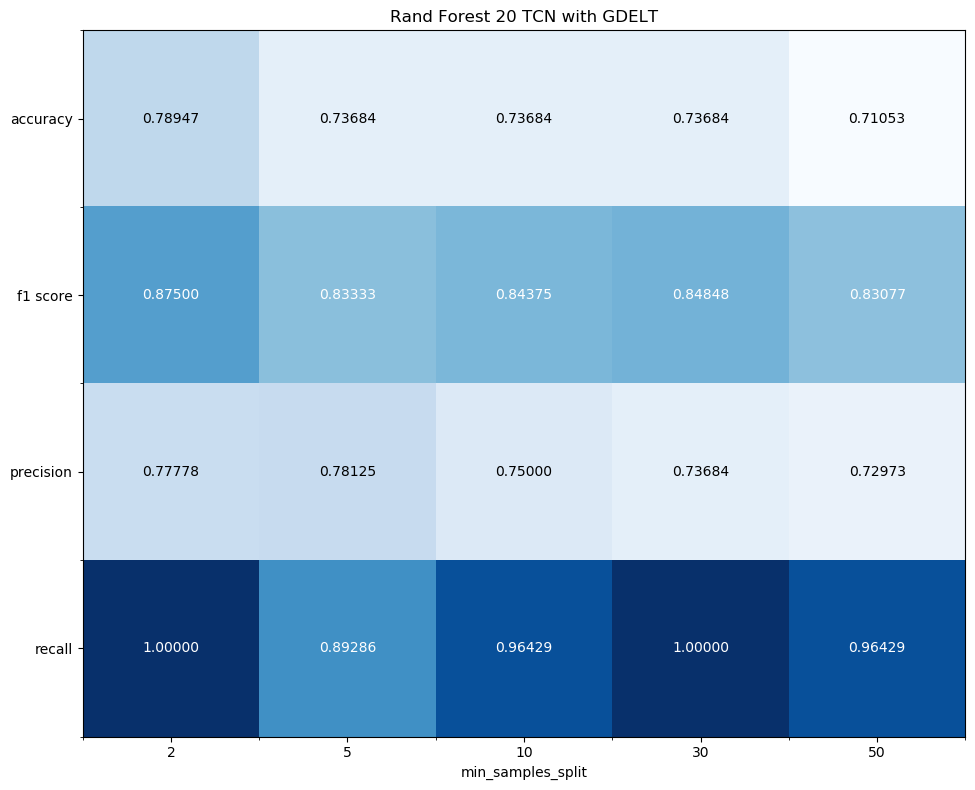 Rand Forest 20 TCN with GDELT
accuracy 0.78947 0.73684 0.73684 0.73684 0.71053
f1 score 0.87500 0.83333 0.84375 0.84848 0.83077
precision 0.77778 0.78125 0.75000 0.73684 0.72973
recall 1.00000 0.89286 0.96429 1.00000 0.96429
2 5 10 30 50
min_samples_split